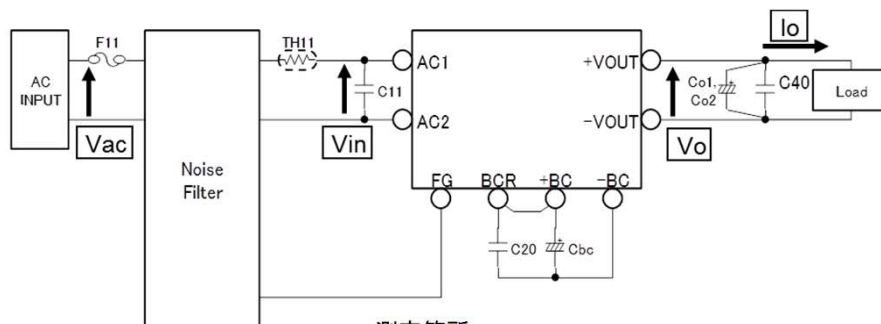 F11
TH11
Io
AC
INPUT
AC1
+VOUT
Co1,
Co2
C40
Load
C11
AC2
-VOUT
Vac
Vin
Vo
Noise
Filter
FG
BCR
+BC
-BC
C20
Cbc